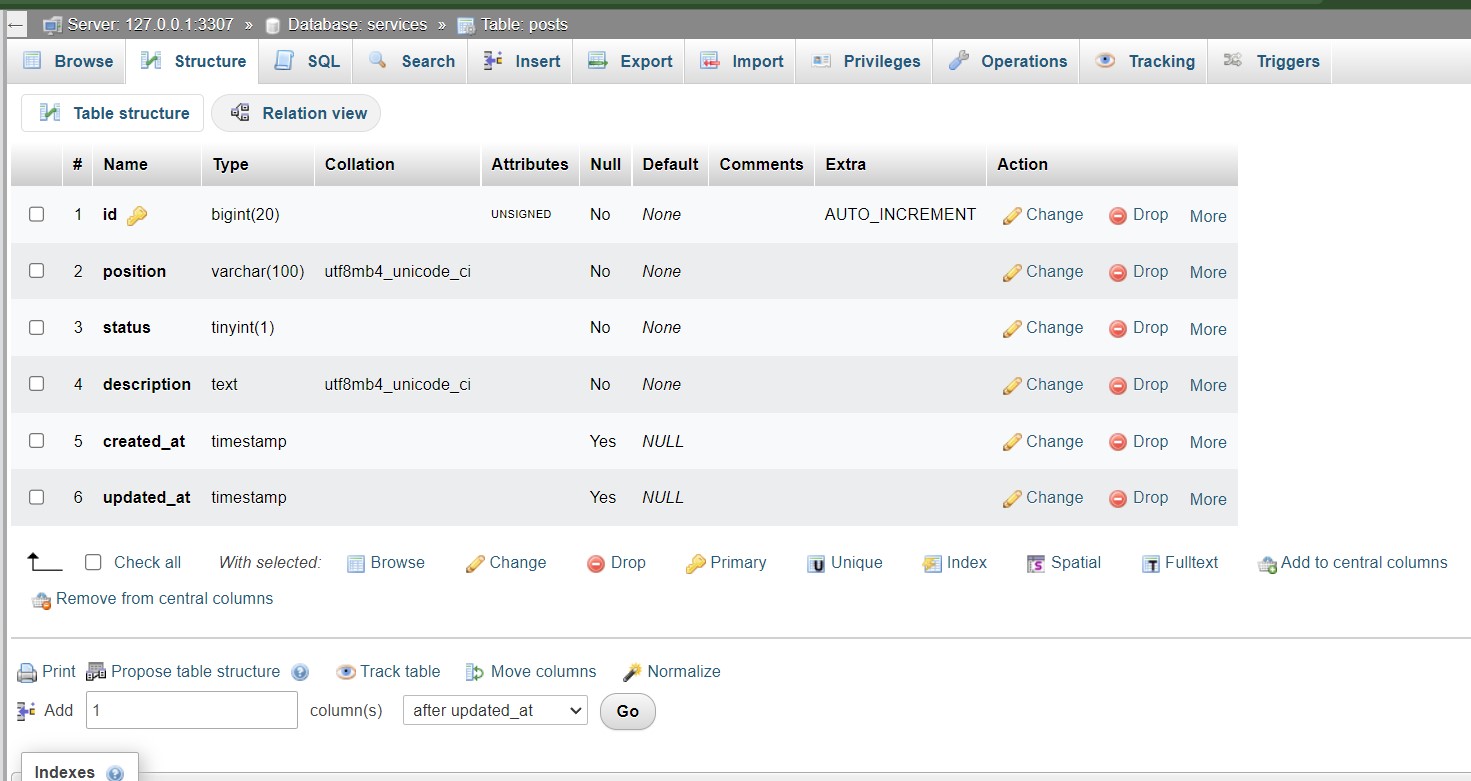 Server: 127.0.0.1:3307 » Database: services » Table: posts
Browse Structure SQL Search Insert Export Import Privileges Operations Tracking Triggers
Table structure Relation view
# Name Type Collation Attributes Null Default Comments Extra Action
1 id bigint(20) UNSIGNED No None AUTO_INCREMENT Change Drop More
2 position varchar(100) utf8mb4_unicode_ci No None Change Drop More
3 status tinyint(1) No None Change Drop More
4 description text utf8mb4_unicode_ci No None Change Drop More
5 created_at timestamp Yes NULL Change Drop More
6 updated_at timestamp Yes NULL Change Drop More
Check all With selected: Browse Change Drop Primary Unique Index Spatial Fulltext Add to central columns
Remove from central columns
Print Propose table structure Track table Move columns Normalize
Add 1 column(s) after updated_at Go
Indexes